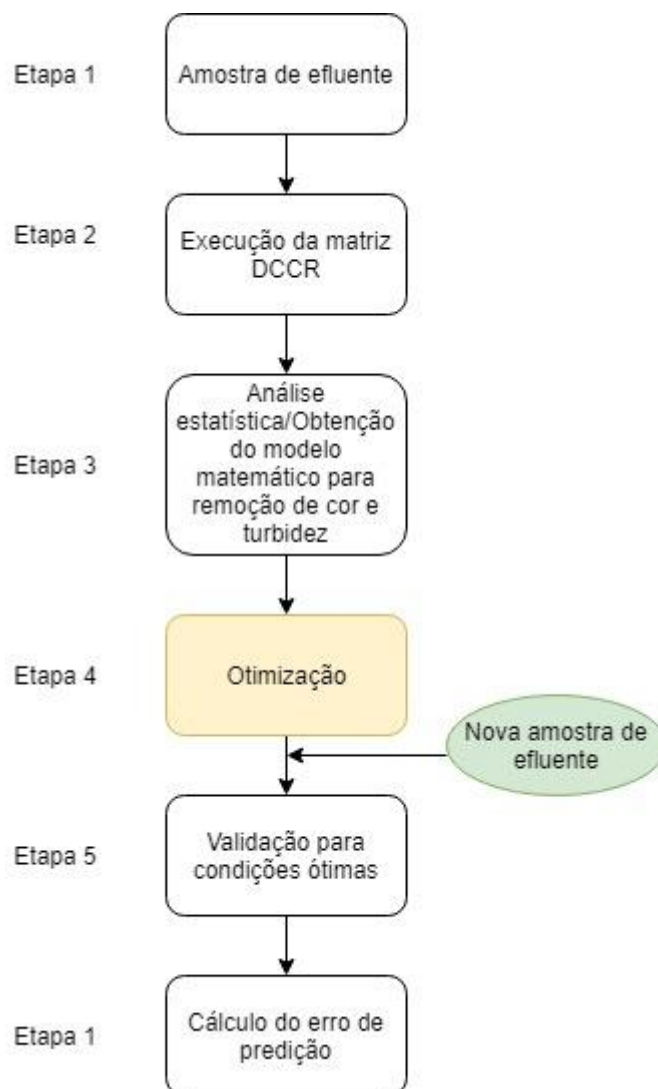 Etapa 1
Amostra de efluente
Etapa 2
Execução da matriz
DCCR
Etapa 3
Análise
estatística/Obtenção
do modelo
matemático para
remoção de cor e
turbidez
Etapa 4
Otimização
Nova amostra de
efluente
Etapa 5
Validação para
condições ótimas
Etapa 1
Cálculo do erro de
predição